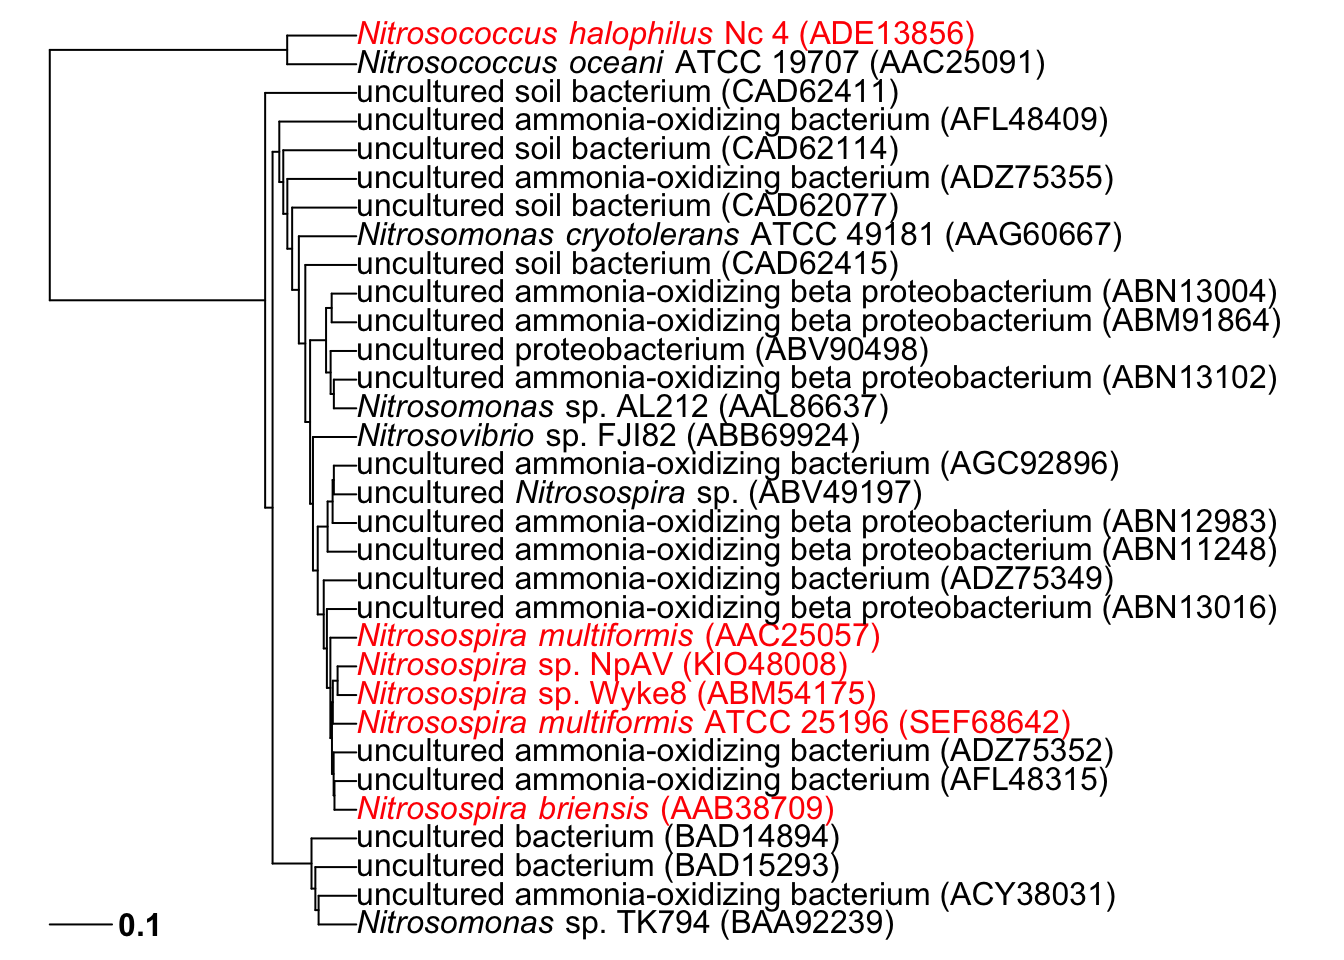 Nitrosococcus halophilus Nc 4 (ADE13856)
Nitrosococcus oceani ATCC 19707 (AAC25091)
uncultured soil bacterium (CAD62411)
uncultured ammonia-oxidizing bacterium (AFL48409)
uncultured soil bacterium (CAD62114)
uncultured ammonia-oxidizing bacterium (ADZ75355)
uncultured soil bacterium (CAD62077)
Nitrosomonas cryotolerans ATCC 49181 (AAG60667)
uncultured soil bacterium (CAD62415)
uncultured ammonia-oxidizing beta proteobacterium (ABN13004)
uncultured ammonia-oxidizing beta proteobacterium (ABM91864)
uncultured proteobacterium (ABV90498)
uncultured ammonia-oxidizing beta proteobacterium (ABN13102)
Nitrosomonas sp. AL212 (AAL86637)
Nitrosovibrio sp. FJI82 (ABB69924)
uncultured ammonia-oxidizing bacterium (AGC92896)
uncultured Nitrosospira sp. (ABV49197)
uncultured ammonia-oxidizing beta proteobacterium (ABN12983)
uncultured ammonia-oxidizing beta proteobacterium (ABN11248)
uncultured ammonia-oxidizing bacterium (ADZ75349)
uncultured ammonia-oxidizing beta proteobacterium (ABN13016)
Nitrosospira multiformis (AAC25057)
Nitrosospira sp. NpAV (KIO48008)
Nitrosospira sp. Wyke8 (ABM54175)
Nitrosospira multiformis ATCC 25196 (SEF68642)
uncultured ammonia-oxidizing bacterium (ADZ75352)
uncultured ammonia-oxidizing bacterium (AFL48315)
Nitrosospira briensis (AAB38709)
uncultured bacterium (BAD14894)
uncultured bacterium (BAD15293)
uncultured ammonia-oxidizing bacterium (ACY38031)
Nitrosomonas sp. TK794 (BAA92239)
0.1